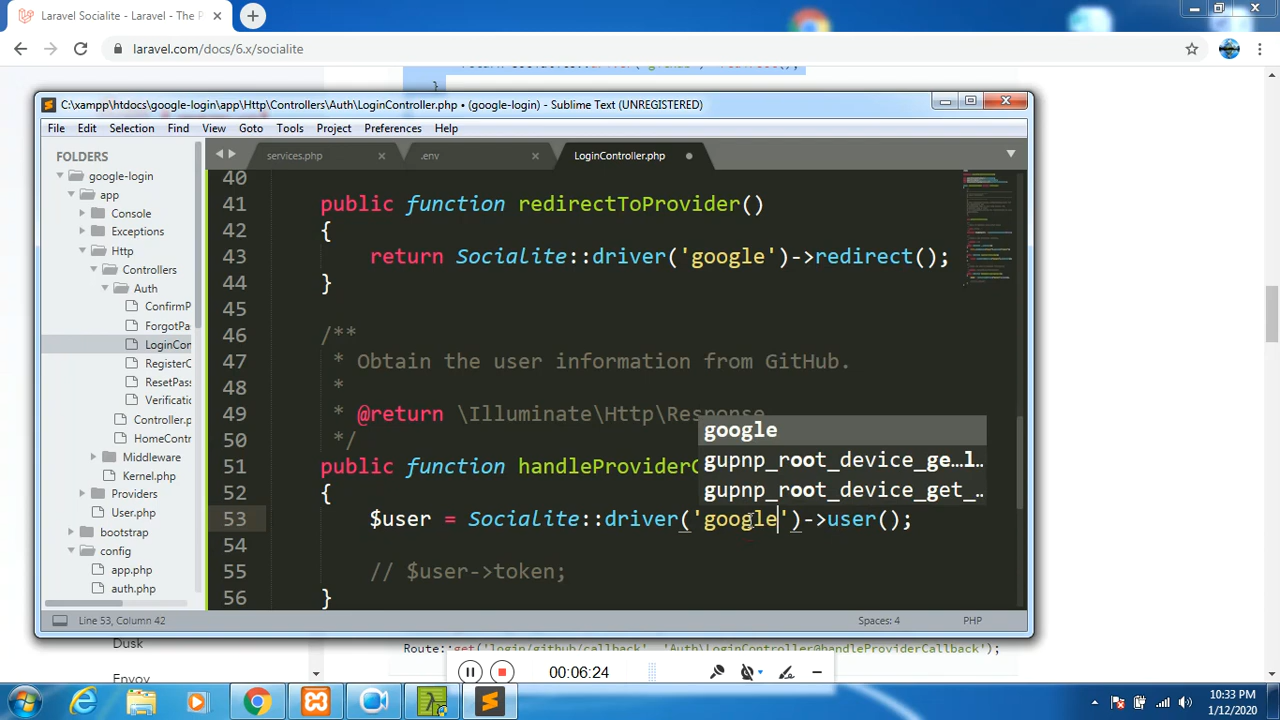 Laravel Socialite - Laravel - The P
laravel.com/docs/6.x/socialite
}
C:\xampp\htdocs\google-login\app\Http\Controllers\Auth\LoginController.php • (google-login) - Sublime Text (UNREGISTERED)
File Edit Selection Find View Goto Tools Project Preferences Help
FOLDERS
google-login
app
Console
Exceptions
Http
Controllers
Auth
ConfirmP
ForgotPa
LoginCor
RegisterC
ResetPass
Verificati
Controller.p
HomeContr
Middleware
Kernel.php
Providers
User.php
bootstrap
config
app.php
auth.php
services.php .env LoginController.php
40
41 public function redirectToProvider()
42 {
43 return Socialite::driver('google')->redirect();
44 }
45
46 /**
47 * Obtain the user information from GitHub.
48 *
49 * @return \Illuminate\Http\Response
50 */
51 public function handleProviderC
52 {
53 $user = Socialite::driver('google')->user();
54
55 // $user->token;
56 }
google
gupnp_root_device_ge…l..
gupnp_root_device_get_..
Line 53, Column 42 Spaces: 4 PHP
Dusk
Envoy
Route::get('login/github/callback', 'Auth\LoginController@handleProviderCallback');
00:06:24
10:33 PM
1/12/2020